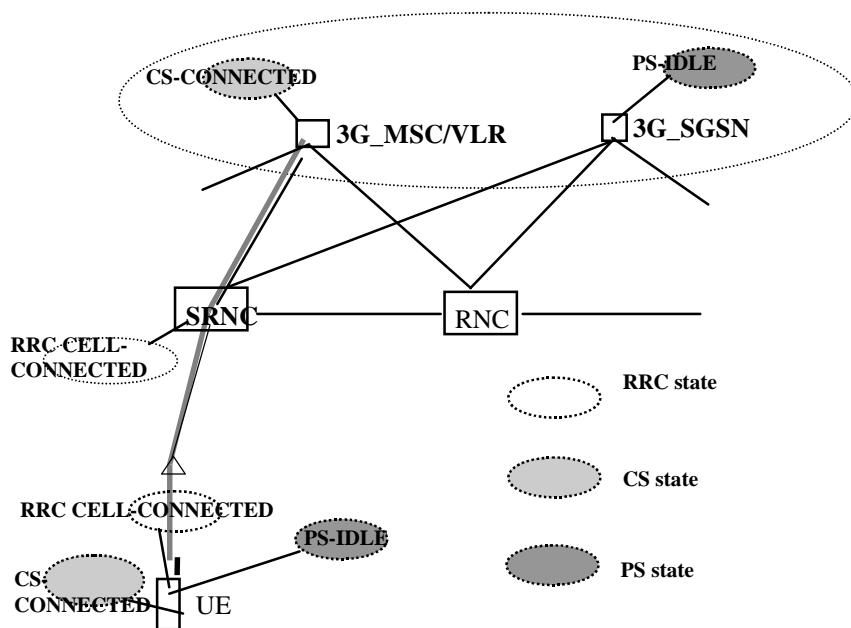 CS-CONNECTED
PS-IDLE
3G_MSC/VLR
3G_SGSN
SRNC
RNC
RRC CELL-
CONNECTED
RRC state
CS state
RRC CELL-CONNECTED
PS-IDLE
PS state
CS-
CONNECTED
UE